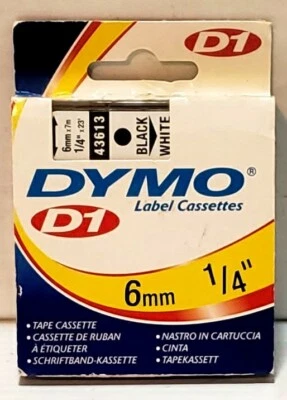 D1
6mm x 7m
1/4" x 23'
43613
BLACK
WHITE
DYMO®
D1 Label Cassettes
6mm 1/4"
• TAPE CASSETTE
• CASSETTE DE RUBAN
À ÉTIQUETER
• SCHRIFTBAND-KASSETTE
• NASTRO IN CARTUCCIA
• CINTA
• TAPEKASSETT